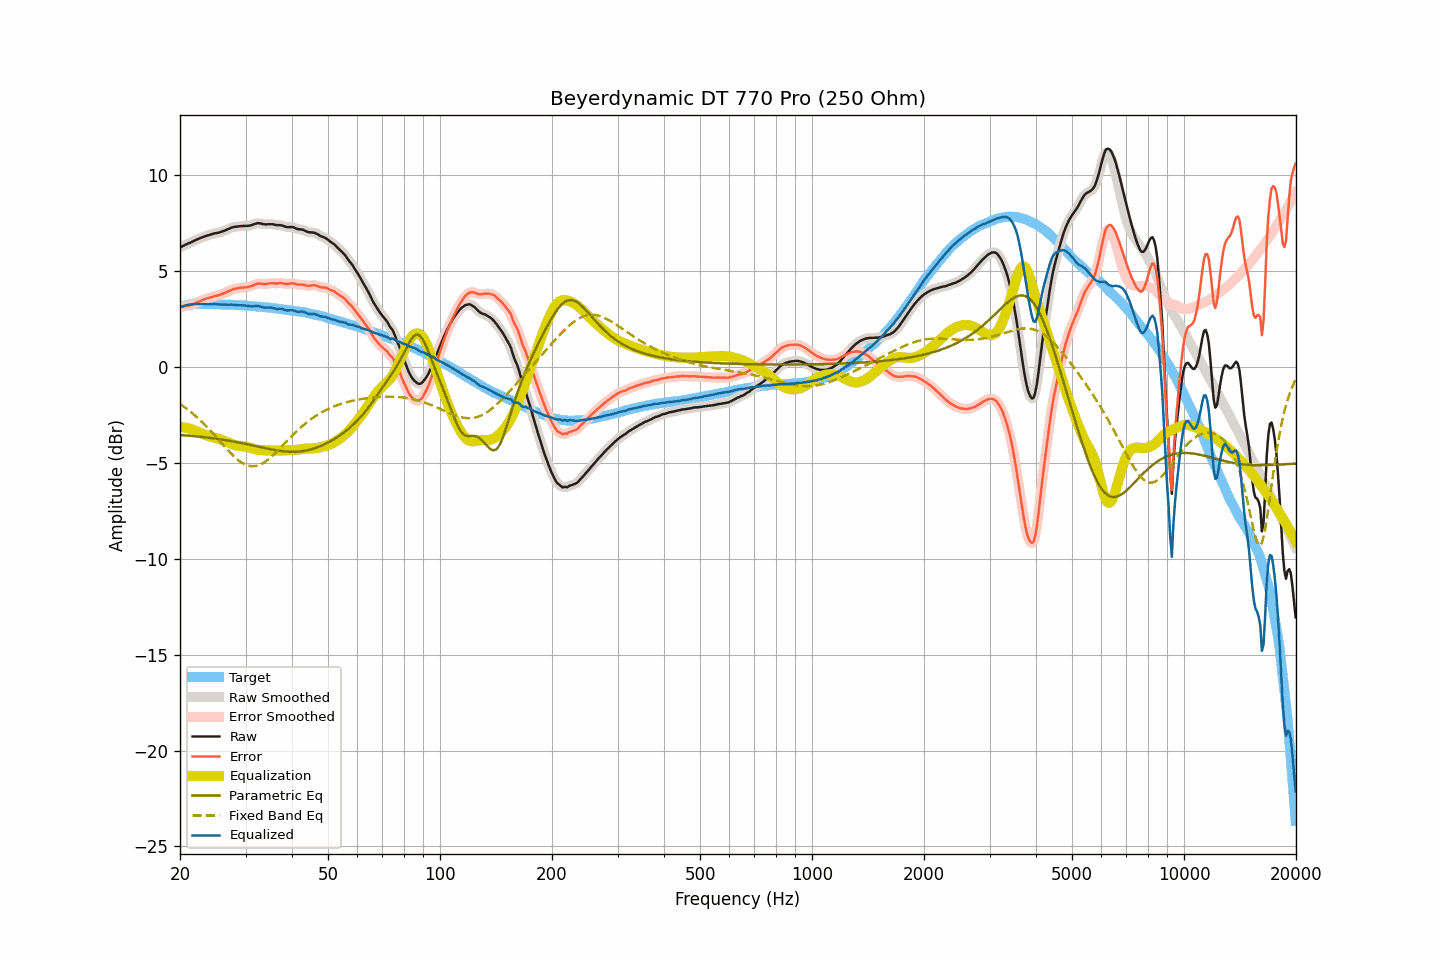 Beyerdynamic DT 770 Pro (250 Ohm)
Amplitude (dBr)
10
5
0
−5
−10
−15
−20
−25
Target
Raw Smoothed
Error Smoothed
Raw
Error
Equalization
Parametric Eq
Fixed Band Eq
Equalized
20 50 100 200 500 1000 2000 5000 10000 20000
Frequency (Hz)